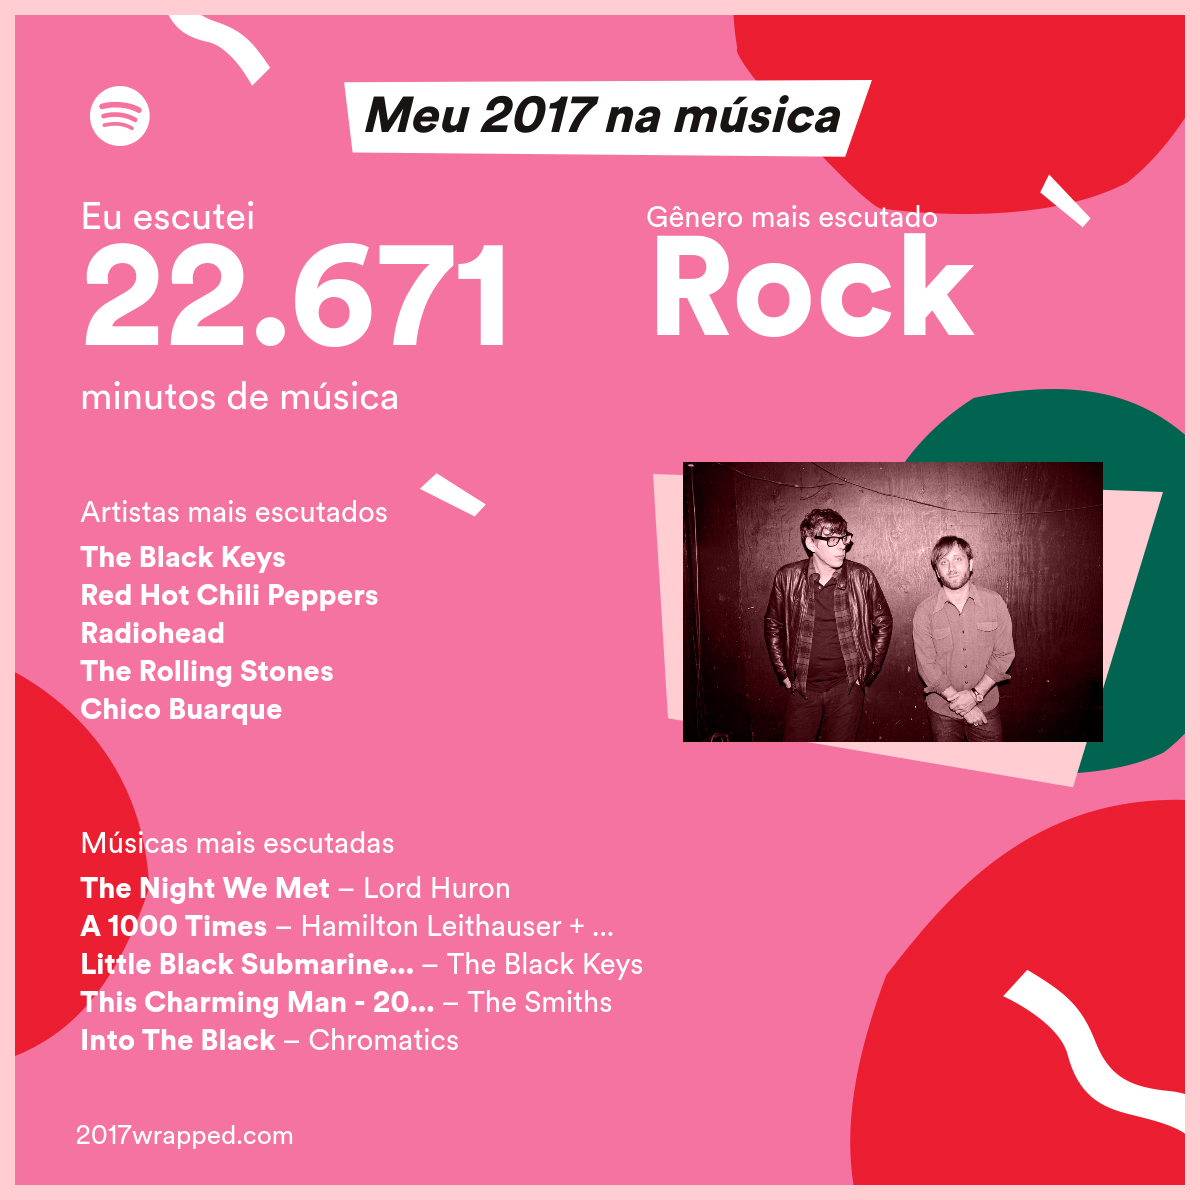 Meu 2017 na música
Eu escutei
22.671
minutos de música
Gênero mais escutado
Rock
Artistas mais escutados
The Black Keys
Red Hot Chili Peppers
Radiohead
The Rolling Stones
Chico Buarque
Músicas mais escutadas
The Night We Met – Lord Huron
A 1000 Times – Hamilton Leithauser + ...
Little Black Submarine... – The Black Keys
This Charming Man - 20... – The Smiths
Into The Black – Chromatics
2017wrapped.com